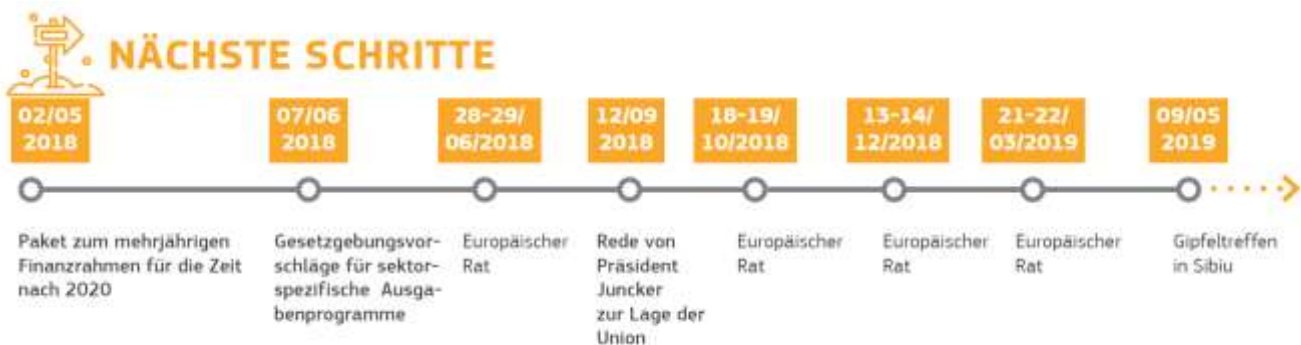 NÄCHSTE SCHRITTE
02/05
2018
07/06
2018
28-29/
06/2018
12/09
2018
18-19/
10/2018
13-14/
12/2018
21-22/
03/2019
09/05
2019
Paket zum mehrjährigen
Finanzrahmen für die Zeit
nach 2020
Gesetzgebungsvor-
schläge für sektor-
spezifische Ausga-
benprogramme
Europäischer
Rat
Rede von
Präsident
Juncker
zur Lage der
Union
Europäischer
Rat
Europäischer
Rat
Europäischer
Rat
Gipfeltreffen
in Sibiu